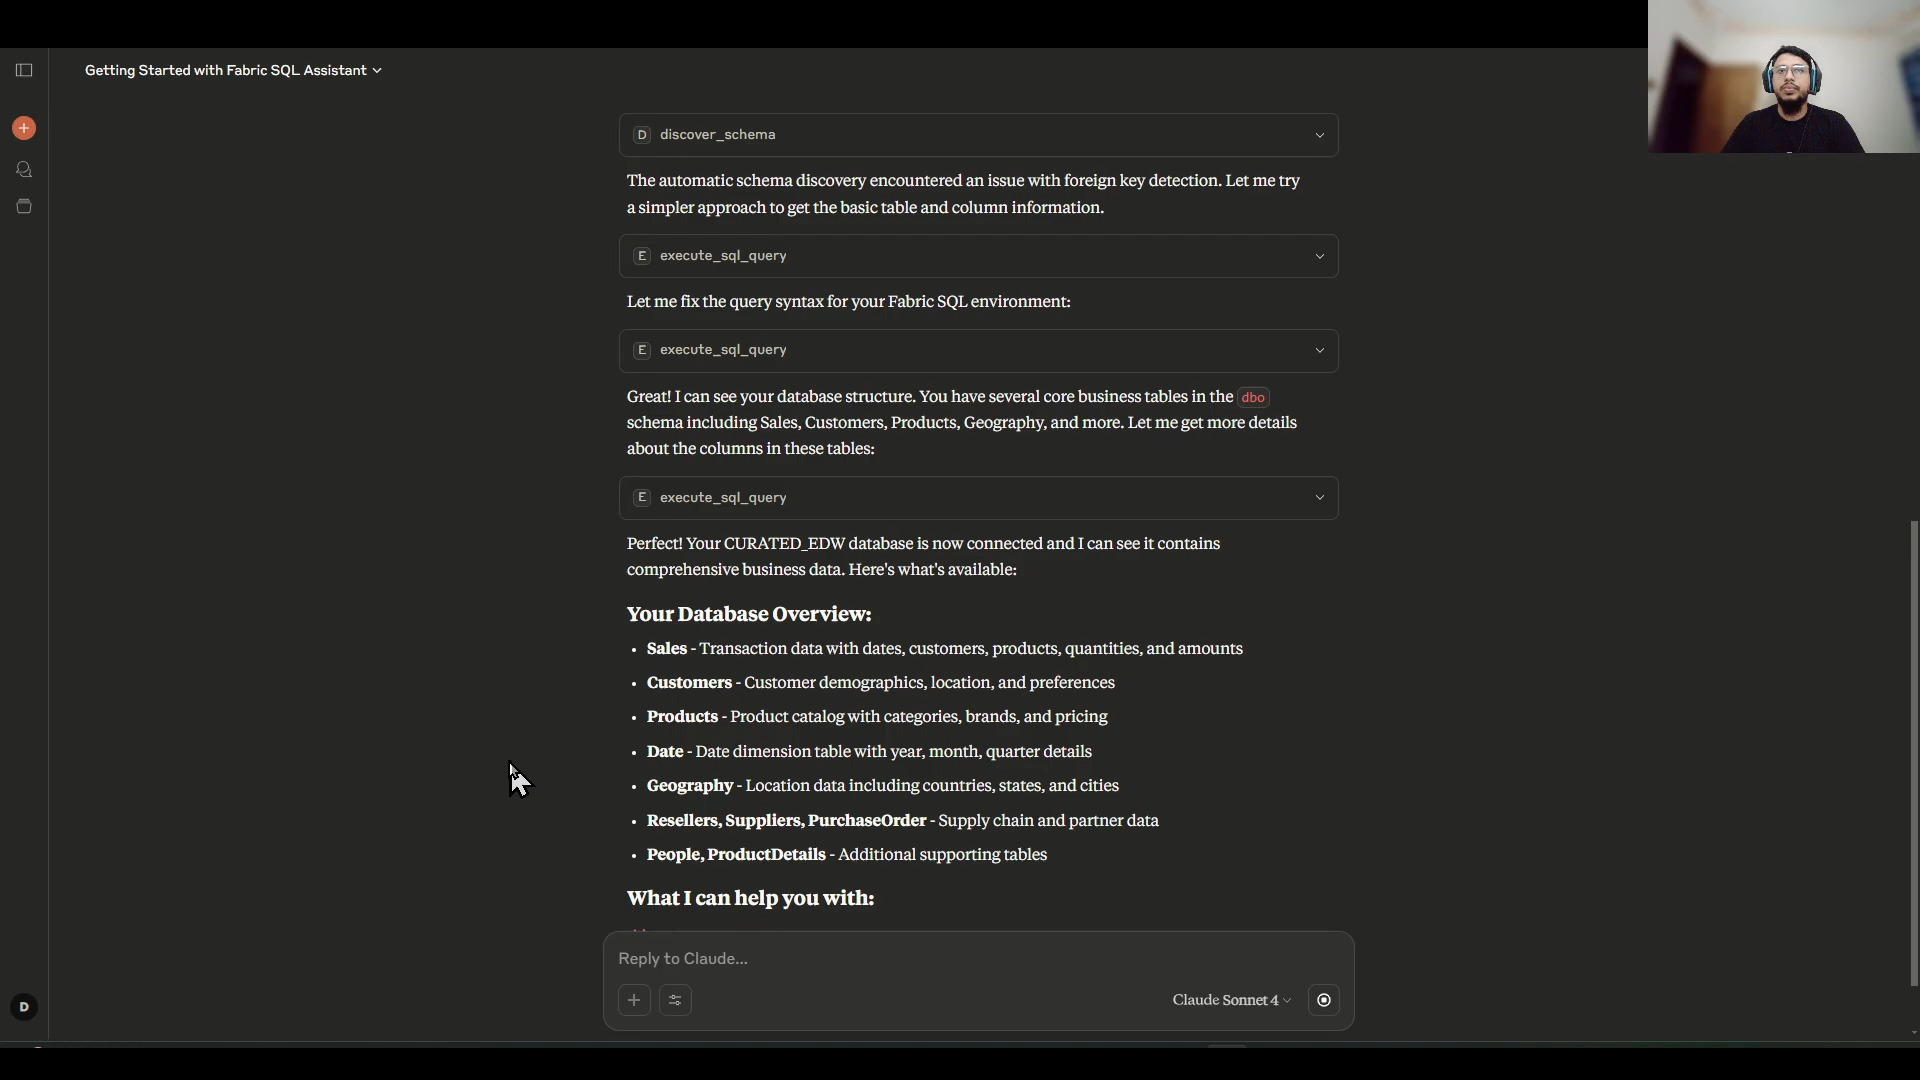 Getting Started with Fabric SQL Assistant
D discover_schema
The automatic schema discovery encountered an issue with foreign key detection. Let me try
a simpler approach to get the basic table and column information.
E execute_sql_query
Let me fix the query syntax for your Fabric SQL environment:
E execute_sql_query
Great! I can see your database structure. You have several core business tables in the dbo
schema including Sales, Customers, Products, Geography, and more. Let me get more details
about the columns in these tables:
E execute_sql_query
Perfect! Your CURATED_EDW database is now connected and I can see it contains
comprehensive business data. Here's what's available:
Your Database Overview:
• Sales - Transaction data with dates, customers, products, quantities, and amounts
• Customers - Customer demographics, location, and preferences
• Products - Product catalog with categories, brands, and pricing
• Date - Date dimension table with year, month, quarter details
• Geography - Location data including countries, states, and cities
• Resellers, Suppliers, PurchaseOrder - Supply chain and partner data
• People, ProductDetails - Additional supporting tables
What I can help you with:
Reply to Claude...
Claude Sonnet 4
D